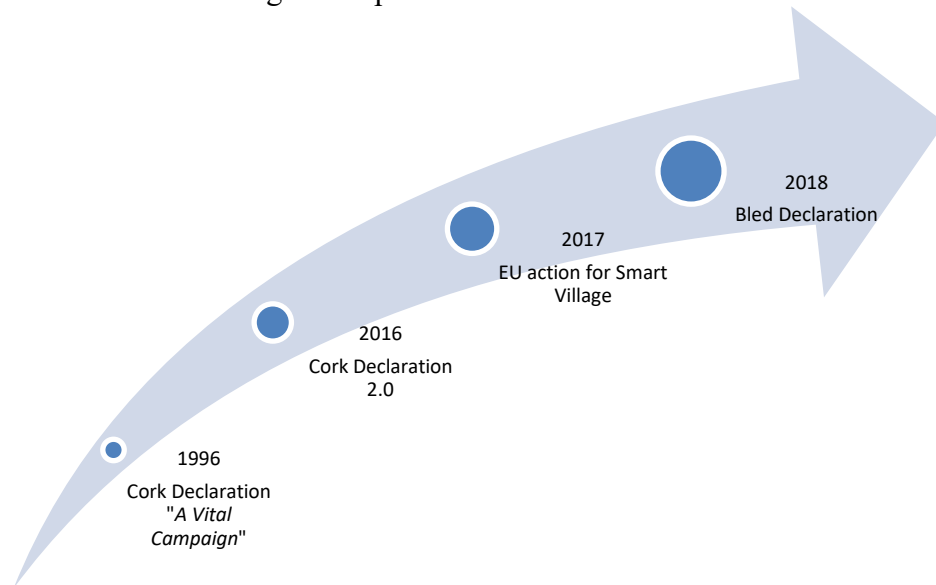 1996
Cork Declaration
"A Vital
Campaign"
2016
Cork Declaration
2.0
2017
EU action for Smart
Village
2018
Bled Declaration